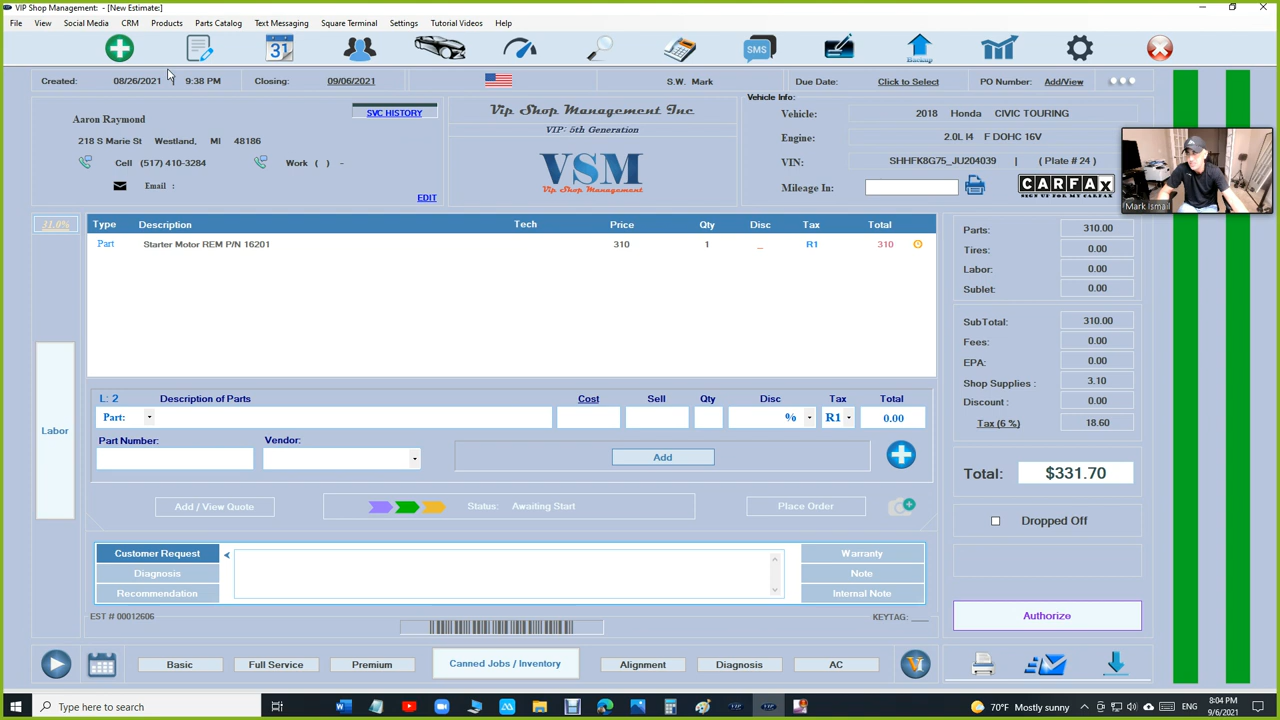 VIP Shop Management: - [New Estimate:]
File View Social Media CRM Products Parts Catalog Text Messaging Square Terminal Settings Tutorial Videos Help
31 SMS Backup
Created: 08/26/2021 | 9:38 PM Closing: 09/06/2021 S.W. Mark Due Date: Click to Select PO Number: Add/View
Vehicle Info:
Aaron Raymond SVC HISTORY
218 S Marie St Westland, MI 48186
Cell (517) 410-3284 Work ( ) -
Email :
EDIT
Vip Shop Management Inc
VIP: 5th Generation
VSM
Vip Shop Management
Vehicle: 2018 Honda CIVIC TOURING
Engine: 2.0L I4 F DOHC 16V
VIN: SHHFK8G75_JU204039 | ( Plate # 24 )
Mileage In: CARFAX
SIGN UP FOR MY CARFAX
Mark Ismail
31.0%
Type Description Tech Price Qty Disc Tax Total
Part Starter Motor REM P/N 16201 310 1 _ R1 310
Labor
L: 2 Description of Parts Cost Sell Qty Disc Tax Total
Part: % R1 0.00
Part Number: Vendor:
Add
Add / View Quote Status: Awaiting Start Place Order
Customer Request Warranty
Diagnosis Note
Recommendation Internal Note
EST # 00012606 KEYTAG: ____
Parts: 310.00
Tires: 0.00
Labor: 0.00
Sublet: 0.00
SubTotal: 310.00
Fees: 0.00
EPA: 0.00
Shop Supplies : 3.10
Discount : 0.00
Tax (6 %) 18.60
Total: $331.70
Dropped Off
Authorize
Basic Full Service Premium Canned Jobs / Inventory Alignment Diagnosis AC
Type here to search
70°F Mostly sunny ENG 8:04 PM
9/6/2021